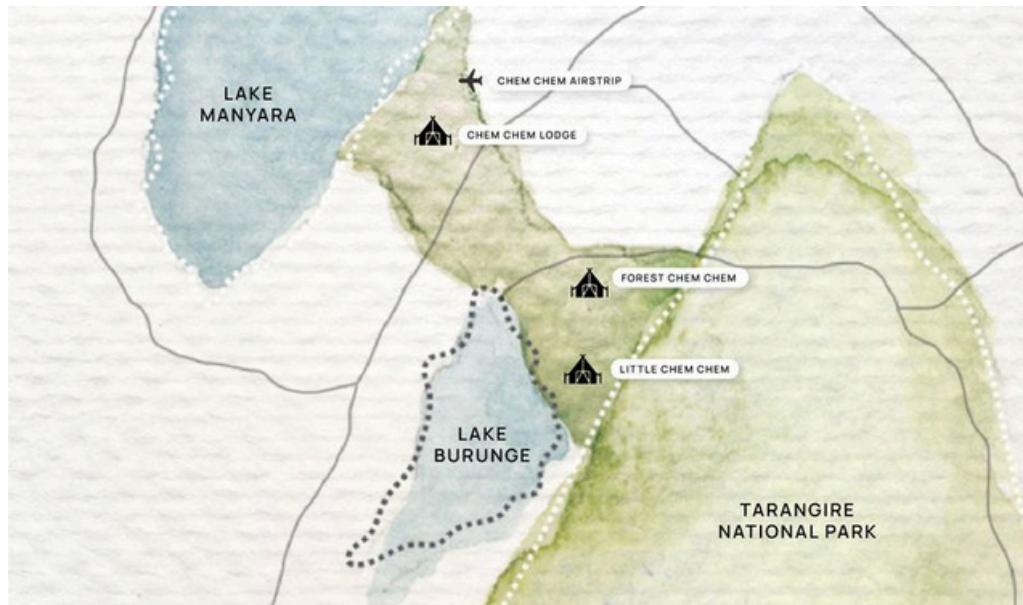 LAKE
MANYARA
CHEM CHEM AIRSTRIP
CHEM CHEM LODGE
FOREST CHEM CHEM
LITTLE CHEM CHEM
LAKE
BURUNGE
TARANGIRE
NATIONAL PARK